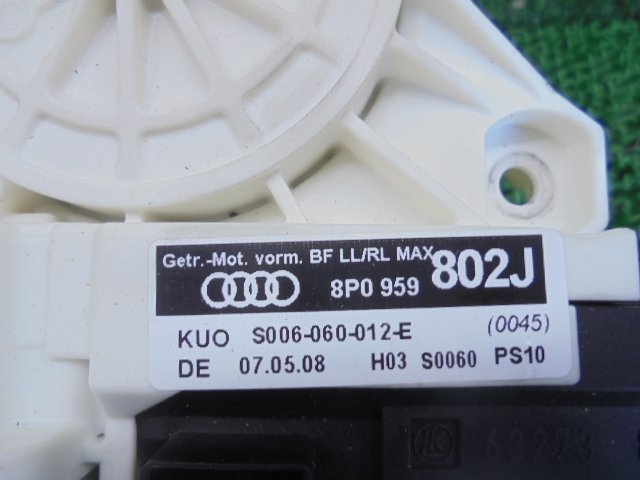 Getr.-Mot. vorm. BF LL/RL MAX
8P0 959 802J
KUO S006-060-012-E (0045)
DE 07.05.08 H03 S0060 PS10